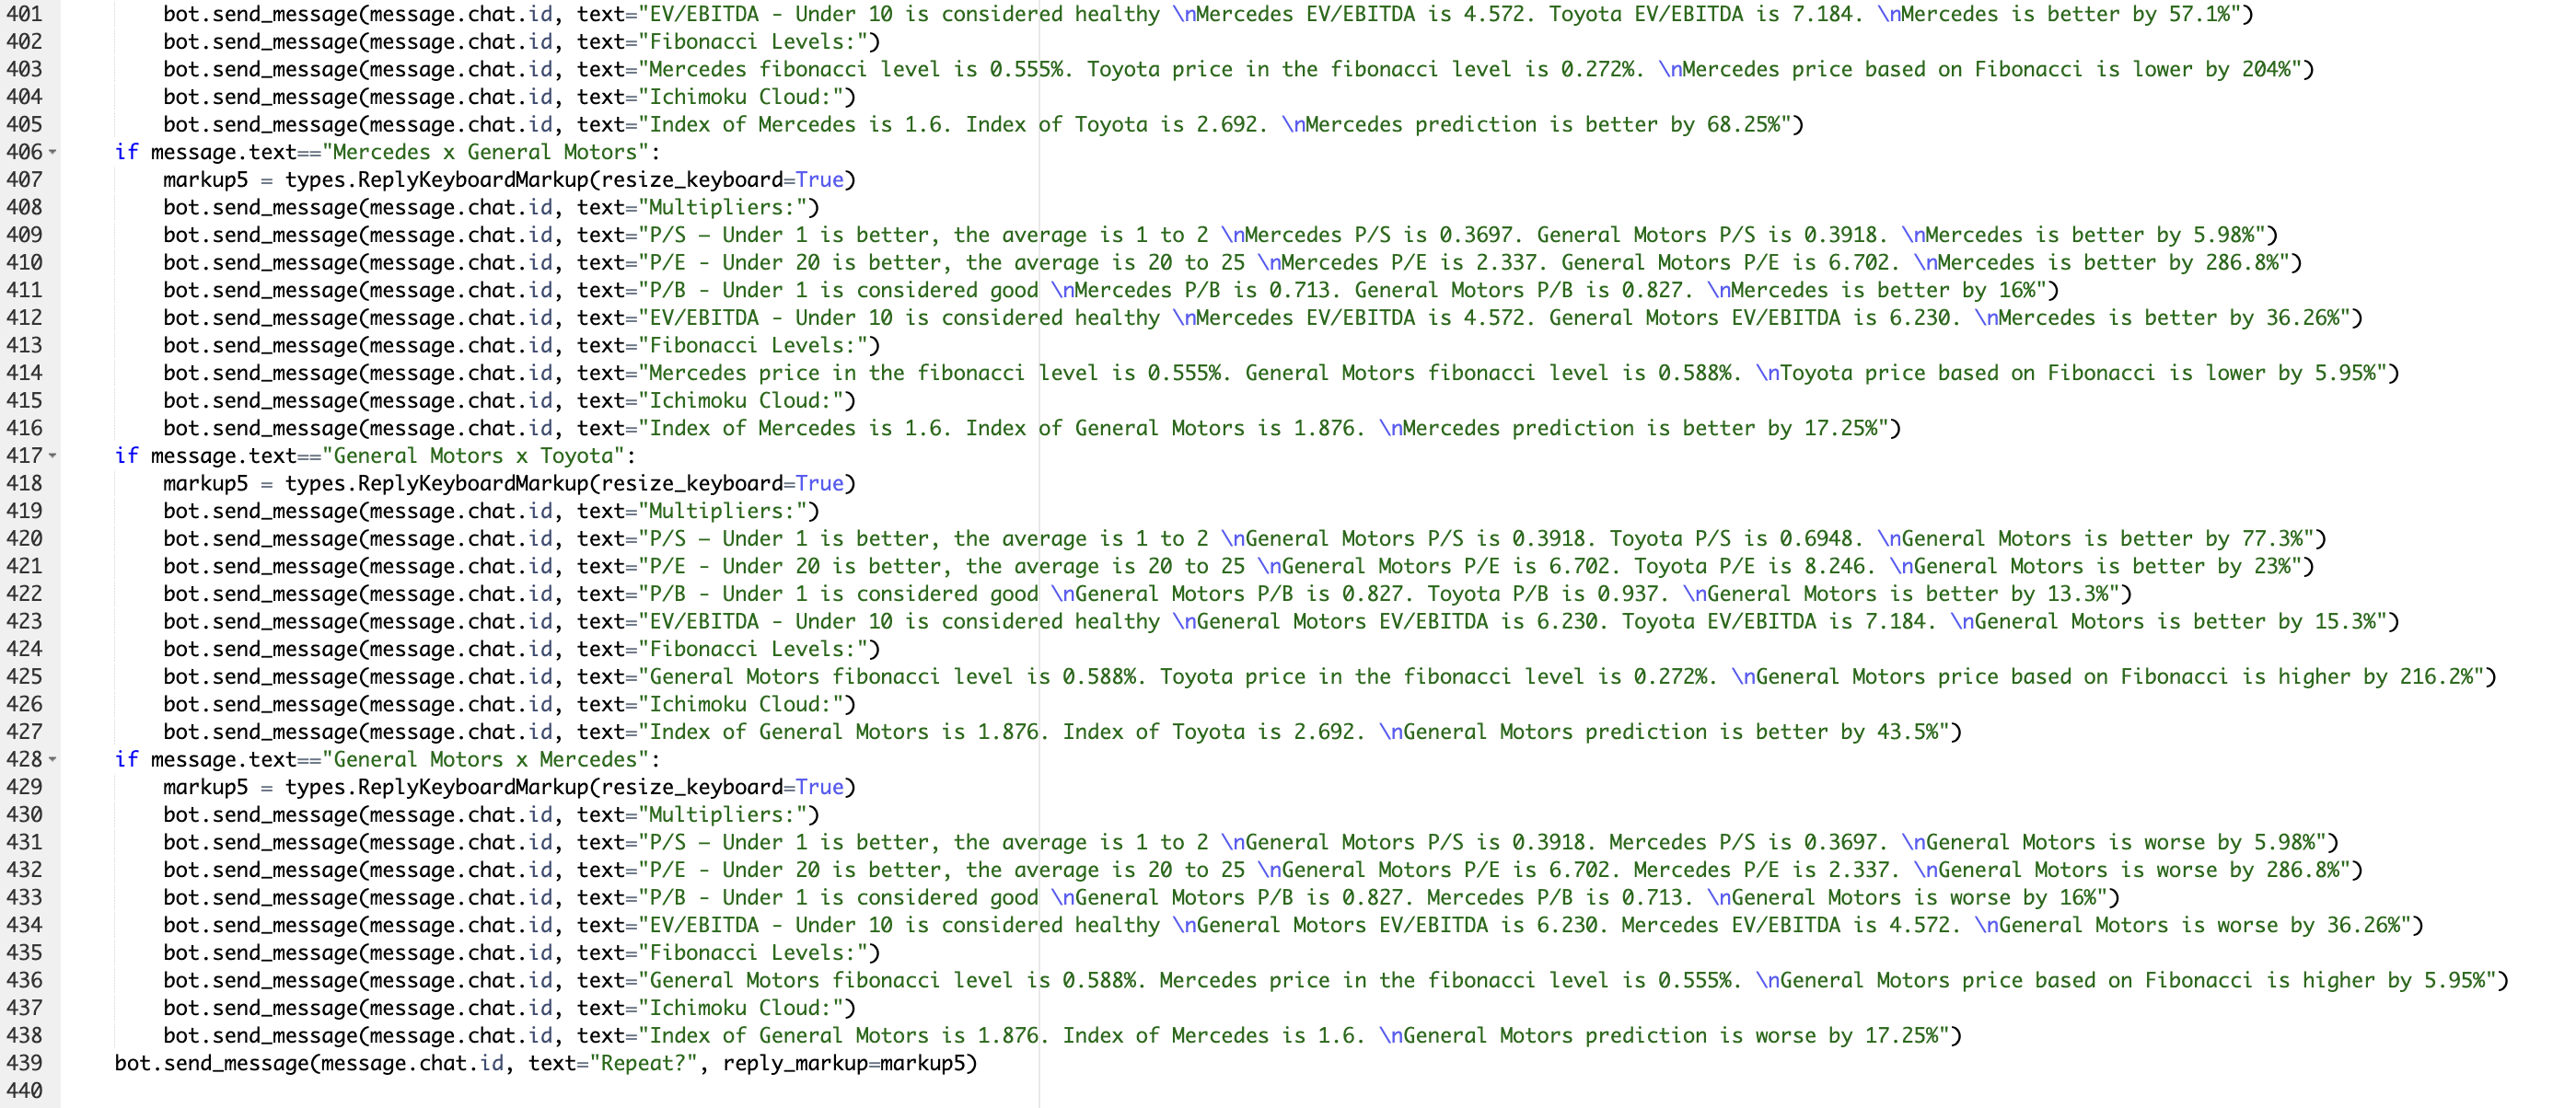 401 bot.send_message(message.chat.id, text="EV/EBITDA - Under 10 is considered healthy \nMercedes EV/EBITDA is 4.572. Toyota EV/EBITDA is 7.184. \nMercedes is better by 57.1%")
402 bot.send_message(message.chat.id, text="Fibonacci Levels:")
403 bot.send_message(message.chat.id, text="Mercedes fibonacci level is 0.555%. Toyota price in the fibonacci level is 0.272%. \nMercedes price based on Fibonacci is lower by 204%")
404 bot.send_message(message.chat.id, text="Ichimoku Cloud:")
405 bot.send_message(message.chat.id, text="Index of Mercedes is 1.6. Index of Toyota is 2.692. \nMercedes prediction is better by 68.25%")
406 if message.text=="Mercedes x General Motors":
407 markup5 = types.ReplyKeyboardMarkup(resize_keyboard=True)
408 bot.send_message(message.chat.id, text="Multipliers:")
409 bot.send_message(message.chat.id, text="P/S – Under 1 is better, the average is 1 to 2 \nMercedes P/S is 0.3697. General Motors P/S is 0.3918. \nMercedes is better by 5.98%")
410 bot.send_message(message.chat.id, text="P/E - Under 20 is better, the average is 20 to 25 \nMercedes P/E is 2.337. General Motors P/E is 6.702. \nMercedes is better by 286.8%")
411 bot.send_message(message.chat.id, text="P/B - Under 1 is considered good \nMercedes P/B is 0.713. General Motors P/B is 0.827. \nMercedes is better by 16%")
412 bot.send_message(message.chat.id, text="EV/EBITDA - Under 10 is considered healthy \nMercedes EV/EBITDA is 4.572. General Motors EV/EBITDA is 6.230. \nMercedes is better by 36.26%")
413 bot.send_message(message.chat.id, text="Fibonacci Levels:")
414 bot.send_message(message.chat.id, text="Mercedes price in the fibonacci level is 0.555%. General Motors fibonacci level is 0.588%. \nToyota price based on Fibonacci is lower by 5.95%")
415 bot.send_message(message.chat.id, text="Ichimoku Cloud:")
416 bot.send_message(message.chat.id, text="Index of Mercedes is 1.6. Index of General Motors is 1.876. \nMercedes prediction is better by 17.25%")
417 if message.text=="General Motors x Toyota":
418 markup5 = types.ReplyKeyboardMarkup(resize_keyboard=True)
419 bot.send_message(message.chat.id, text="Multipliers:")
420 bot.send_message(message.chat.id, text="P/S – Under 1 is better, the average is 1 to 2 \nGeneral Motors P/S is 0.3918. Toyota P/S is 0.6948. \nGeneral Motors is better by 77.3%")
421 bot.send_message(message.chat.id, text="P/E - Under 20 is better, the average is 20 to 25 \nGeneral Motors P/E is 6.702. Toyota P/E is 8.246. \nGeneral Motors is better by 23%")
422 bot.send_message(message.chat.id, text="P/B - Under 1 is considered good \nGeneral Motors P/B is 0.827. Toyota P/B is 0.937. \nGeneral Motors is better by 13.3%")
423 bot.send_message(message.chat.id, text="EV/EBITDA - Under 10 is considered healthy \nGeneral Motors EV/EBITDA is 6.230. Toyota EV/EBITDA is 7.184. \nGeneral Motors is better by 15.3%")
424 bot.send_message(message.chat.id, text="Fibonacci Levels:")
425 bot.send_message(message.chat.id, text="General Motors fibonacci level is 0.588%. Toyota price in the fibonacci level is 0.272%. \nGeneral Motors price based on Fibonacci is higher by 216.2%")
426 bot.send_message(message.chat.id, text="Ichimoku Cloud:")
427 bot.send_message(message.chat.id, text="Index of General Motors is 1.876. Index of Toyota is 2.692. \nGeneral Motors prediction is better by 43.5%")
428 if message.text=="General Motors x Mercedes":
429 markup5 = types.ReplyKeyboardMarkup(resize_keyboard=True)
430 bot.send_message(message.chat.id, text="Multipliers:")
431 bot.send_message(message.chat.id, text="P/S – Under 1 is better, the average is 1 to 2 \nGeneral Motors P/S is 0.3918. Mercedes P/S is 0.3697. \nGeneral Motors is worse by 5.98%")
432 bot.send_message(message.chat.id, text="P/E - Under 20 is better, the average is 20 to 25 \nGeneral Motors P/E is 6.702. Mercedes P/E is 2.337. \nGeneral Motors is worse by 286.8%")
433 bot.send_message(message.chat.id, text="P/B - Under 1 is considered good \nGeneral Motors P/B is 0.827. Mercedes P/B is 0.713. \nGeneral Motors is worse by 16%")
434 bot.send_message(message.chat.id, text="EV/EBITDA - Under 10 is considered healthy \nGeneral Motors EV/EBITDA is 6.230. Mercedes EV/EBITDA is 4.572. \nGeneral Motors is worse by 36.26%")
435 bot.send_message(message.chat.id, text="Fibonacci Levels:")
436 bot.send_message(message.chat.id, text="General Motors fibonacci level is 0.588%. Mercedes price in the fibonacci level is 0.555%. \nGeneral Motors price based on Fibonacci is higher by 5.95%")
437 bot.send_message(message.chat.id, text="Ichimoku Cloud:")
438 bot.send_message(message.chat.id, text="Index of General Motors is 1.876. Index of Mercedes is 1.6. \nGeneral Motors prediction is worse by 17.25%")
439 bot.send_message(message.chat.id, text="Repeat?", reply_markup=markup5)
440